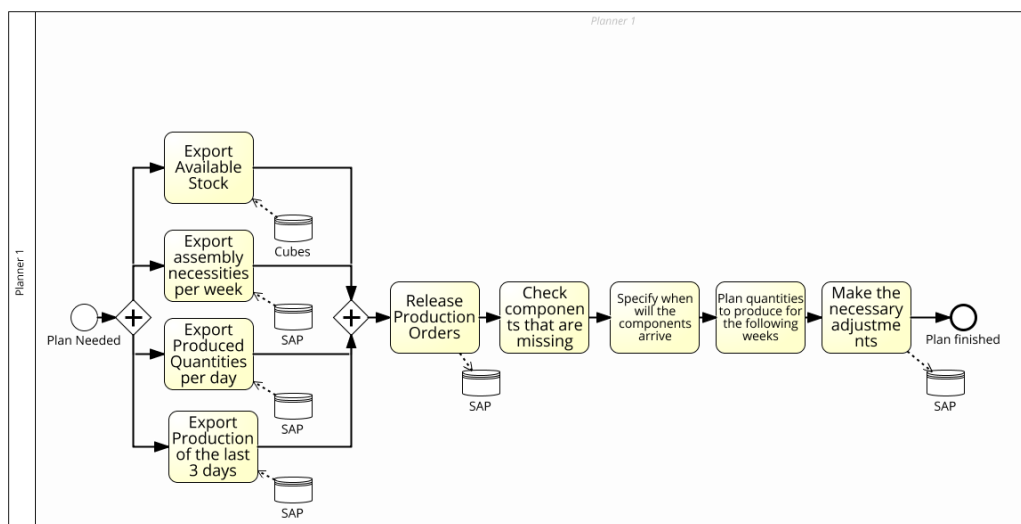 Planner 1
Planner 1
Plan Needed
Export
Available
Stock
Cubes
Export
assembly
necessities
per week
SAP
Export
Produced
Quantities
per day
SAP
Export
Production
of the last
3 days
SAP
Release
Production
Orders
SAP
Check
componen
ts that are
missing
Specify when
will the
components
arrive
Plan quantities
to produce for
the following
weeks
Make the
necessary
adjustme
nts
SAP
Plan finished